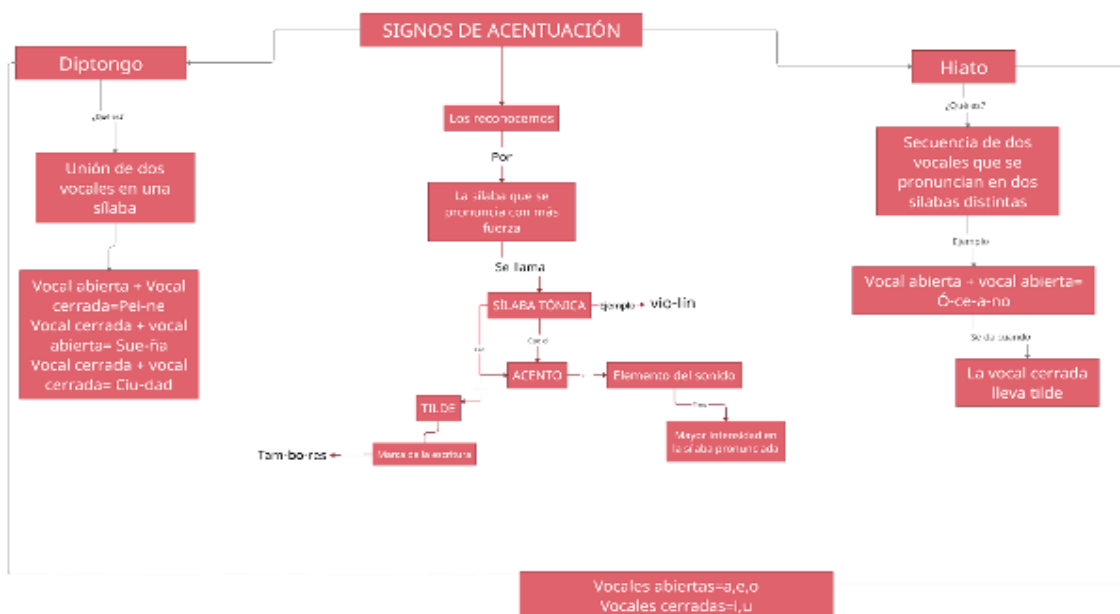 SIGNOS DE ACENTUACIÓN
Diptongo
¿Qué es?
Unión de dos
vocales en una
sílaba
Vocal abierta + Vocal
cerrada=Pei-ne
Vocal cerrada + vocal
abierta= Sue-ña
Vocal cerrada + vocal
cerrada= Ciu-dad
Los reconocemos
Por
La sílaba que se
pronuncia con más
fuerza
Se llama
SÍLABA TÓNICA
Ejemplo
vio-lín
ACENTO
Elemento del sonido
Mayor intensidad en
la sílaba pronunciada
TILDE
Marca de la escritura
Tam-bo-res
Hiato
¿Qué es?
Secuencia de dos
vocales que se
pronuncian en dos
sílabas distintas
Ejemplo
Vocal abierta + vocal abierta=
Ó-ce-a-no
Se da cuando
La vocal cerrada
lleva tilde
Vocales abiertas=a,e,o
Vocales cerradas=i,u